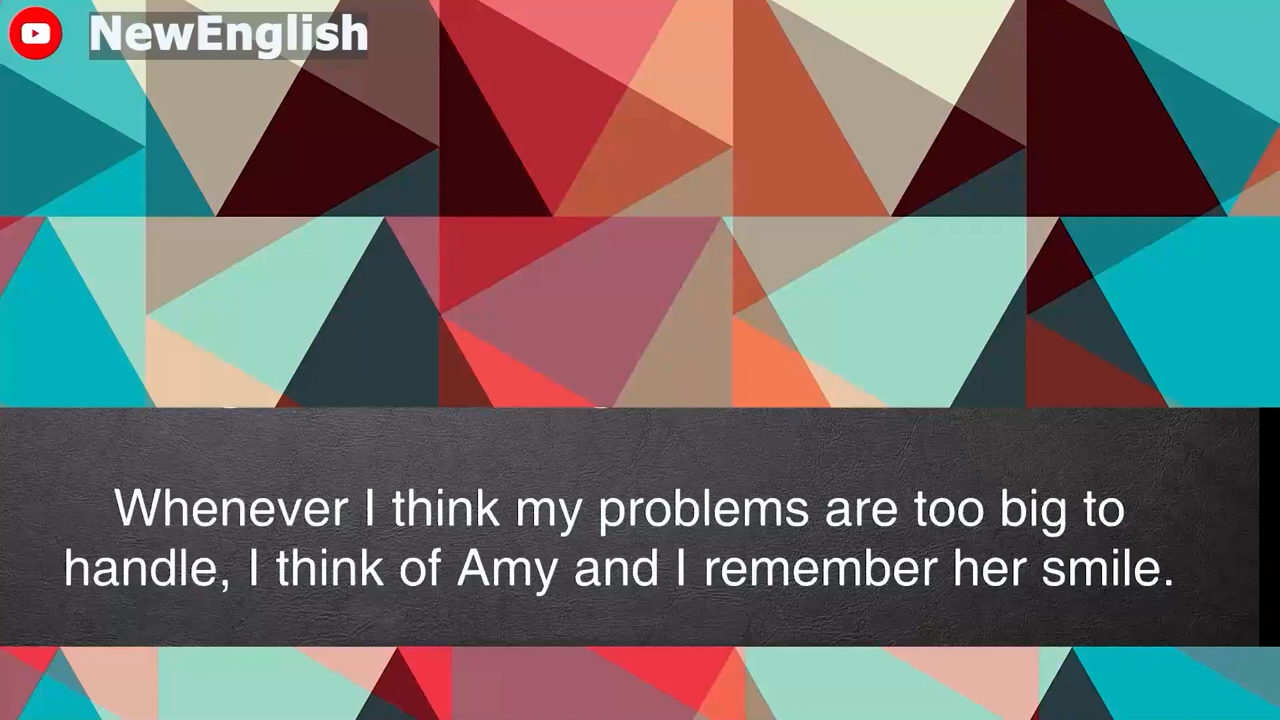 NewEnglish
Whenever I think my problems are too big to
handle, I think of Amy and I remember her smile.